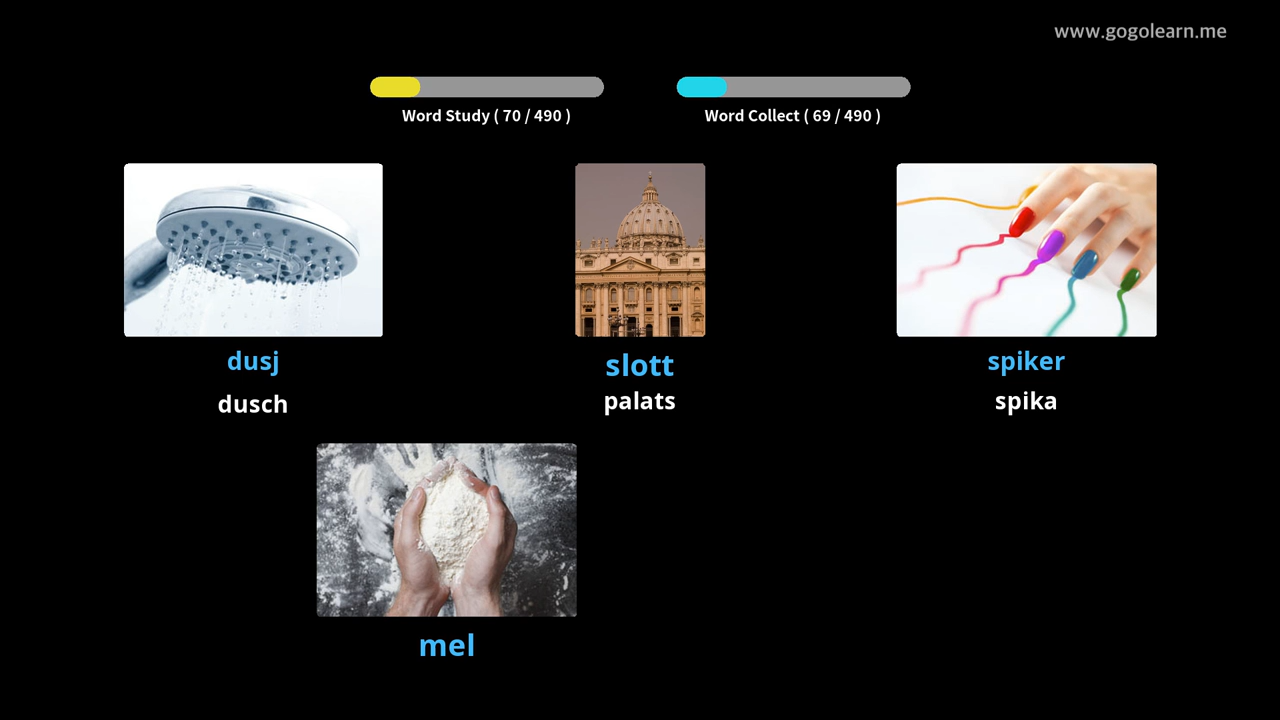 www.gogolearn.me
Word Study ( 70 / 490 )
Word Collect ( 69 / 490 )
dusj
slott
spiker
dusch
palats
spika
mel